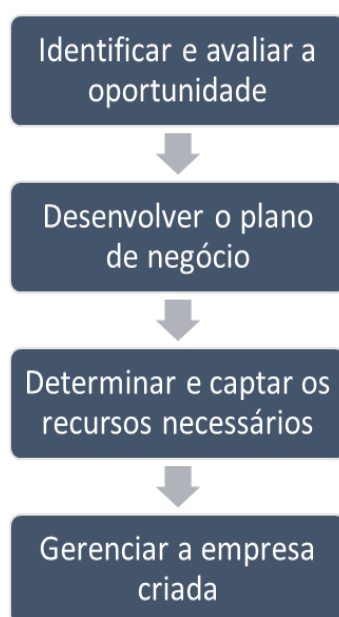 Identificar e avaliar a
oportunidade
Desenvolver o plano
de negócio
Determinar e captar os
recursos necessários
Gerenciar a empresa
criada